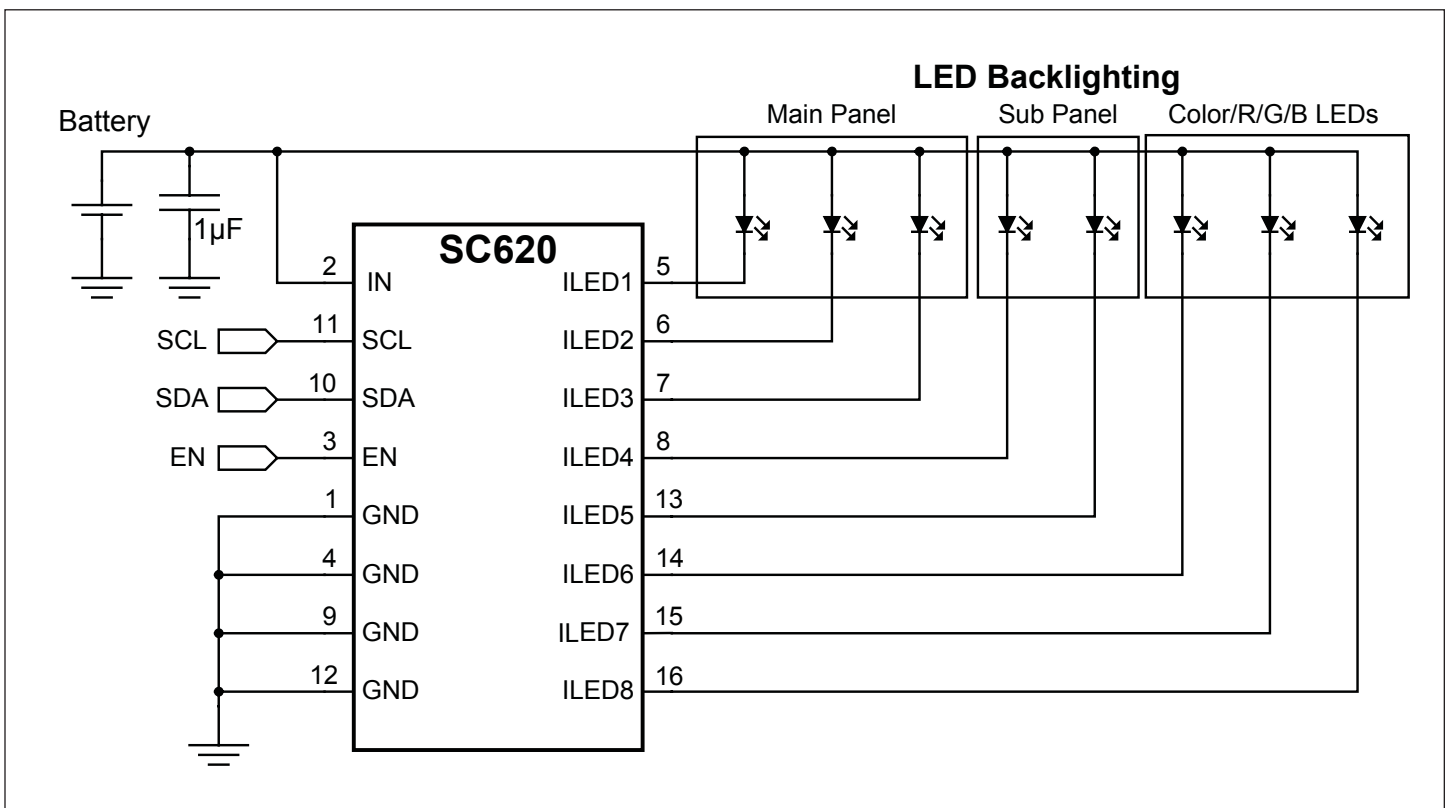 LED Backlighting
Main Panel
Sub Panel
Color/R/G/B LEDs
Battery
1µF
SC620
2
IN
ILED1
5
SCL
11
SCL
ILED2
6
SDA
10
SDA
ILED3
7
EN
3
EN
ILED4
8
1
GND
ILED5
13
4
GND
ILED6
14
9
GND
ILED7
15
12
GND
ILED8
16